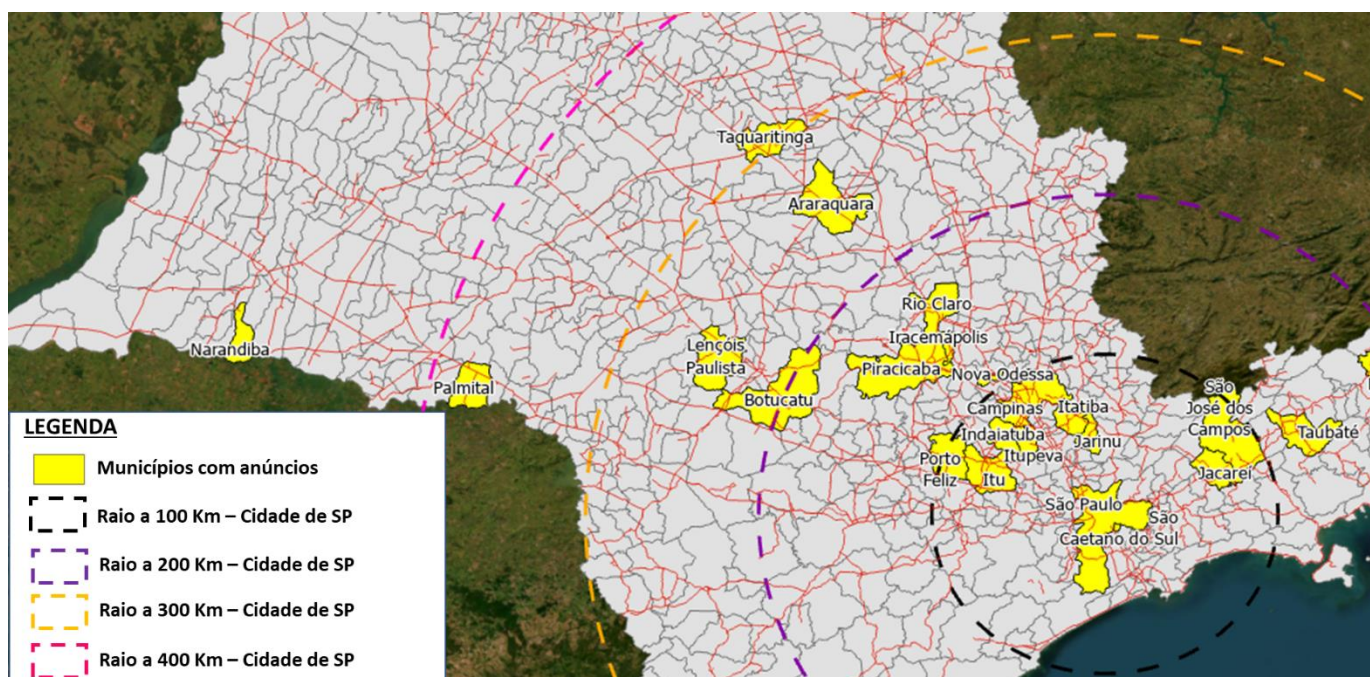 Taquaritinga
Araraquara
Rio Claro
Iracemápolis
Narandiba
Lençóis
Paulista
Piracicaba
Nova Odessa
Palmital
Botucatu
São
José dos
Campos
Campinas
Itatiba
Taubaté
Indaiatuba
Jarinu
Itupeva
Porto
Feliz
Itu
Jacareí
São Paulo
São
Caetano do Sul
LEGENDA
Municípios com anúncios
Raio a 100 Km – Cidade de SP
Raio a 200 Km – Cidade de SP
Raio a 300 Km – Cidade de SP
Raio a 400 Km – Cidade de SP